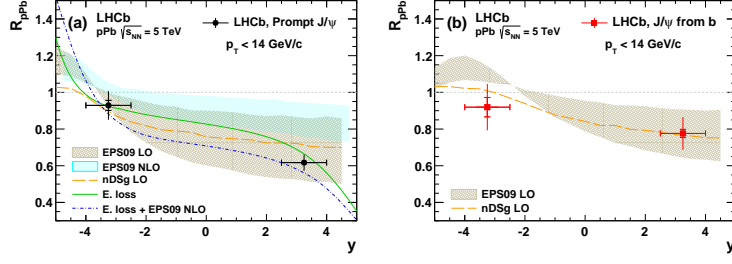 R_pPb
1.4
1.2
1
0.8
0.6
0.4
(a)
LHCb
pPb √s_NN = 5 TeV
LHCb, Prompt J/ψ
p_T < 14 GeV/c
EPS09 LO
EPS09 NLO
nDSg LO
E. loss
E. loss + EPS09 NLO
-4 -2 0 2 4
y
R_pPb
1.4
1.2
1
0.8
0.6
0.4
(b)
LHCb
pPb √s_NN = 5 TeV
LHCb, J/ψ from b
p_T < 14 GeV/c
EPS09 LO
nDSg LO
-4 -2 0 2 4
y